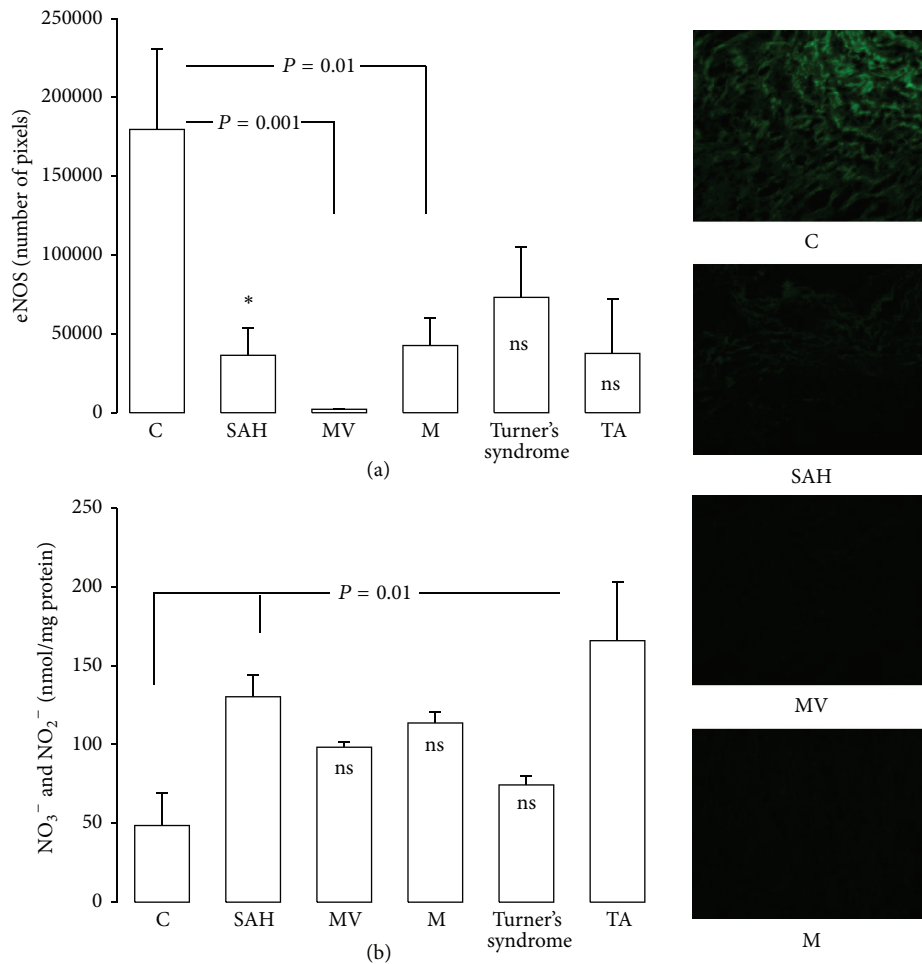 250000
200000
150000
100000
50000
0
eNOS (number of pixels)
P = 0.01
P = 0.001
*
ns
ns
C SAH MV M Turner's syndrome TA
(a)
250
200
150
100
50
0
NO₃⁻ and NO₂⁻ (nmol/mg protein)
P = 0.01
ns
ns
ns
C SAH MV M Turner's syndrome TA
(b)
C
SAH
MV
M